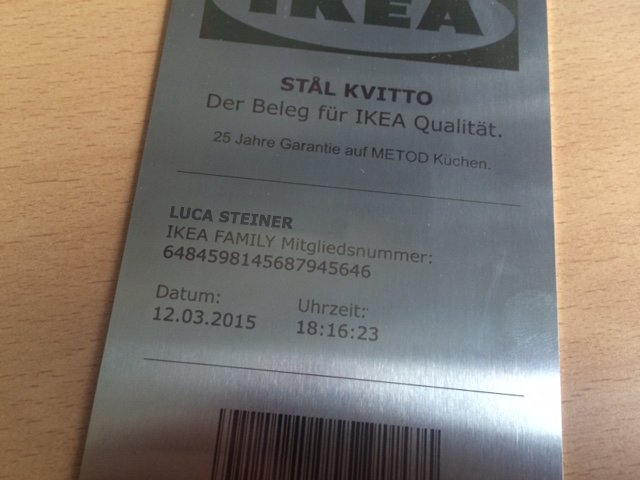 IKEA
STÅL KVITTO
Der Beleg für IKEA Qualität.
25 Jahre Garantie auf METOD Küchen.
LUCA STEINER
IKEA FAMILY Mitgliedsnummer:
6484598145687945646
Datum: Uhrzeit:
12.03.2015 18:16:23